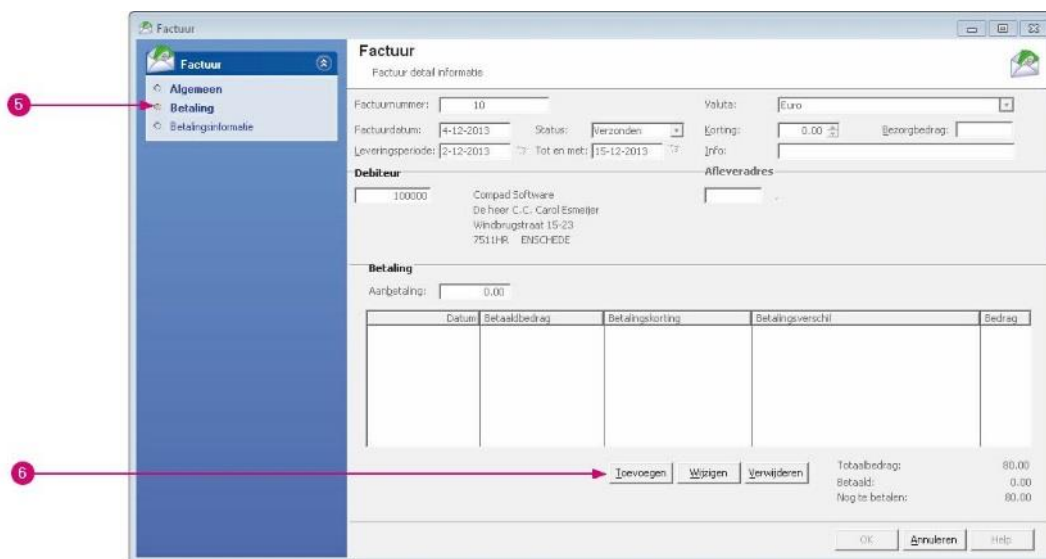 Factuur
Factuur
Algemeen
Betaling
Betalingsinformatie
5
6
Factuur
Factuur detail informatie
Factuurnummer: 10 Valuta: Euro
Factuurdatum: 4-12-2013 Status: Verzonden Korting: 0.00 Bezorgbedrag:
Leveringsperiode: 2-12-2013 Tot en met: 15-12-2013 Info:
Debiteur Afleveradres
100000 Compad Software
De heer C.C. Carol Esmeijer
Windbrugstraat 15-23
7511HR ENSCHEDE
Betaling
Aanbetaling: 0.00
Datum Betaaldbedrag Betalingskorting Betalingsverschil Bedrag
Toevoegen Wijzigen Verwijderen
Totaalbedrag: 80.00
Betaald: 0.00
Nog te betalen: 80.00
OK Annuleren Help